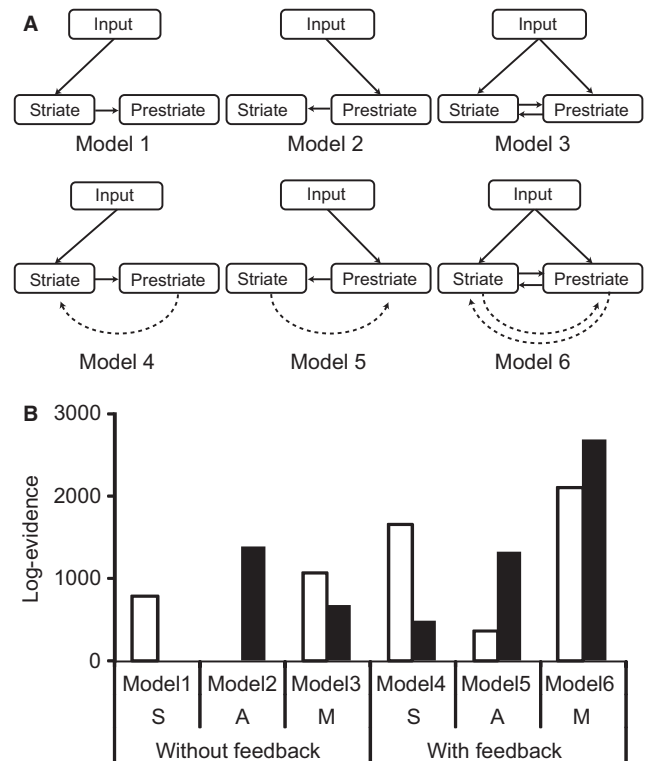 A
Input Input Input
Striate Prestriate Striate Prestriate Striate Prestriate
Model 1 Model 2 Model 3
Input Input Input
Striate Prestriate Striate Prestriate Striate Prestriate
Model 4 Model 5 Model 6
B
Log-evidence
3000
2000
1000
0
Model1 Model2 Model3 Model4 Model5 Model6
S A M S A M
Without feedback With feedback